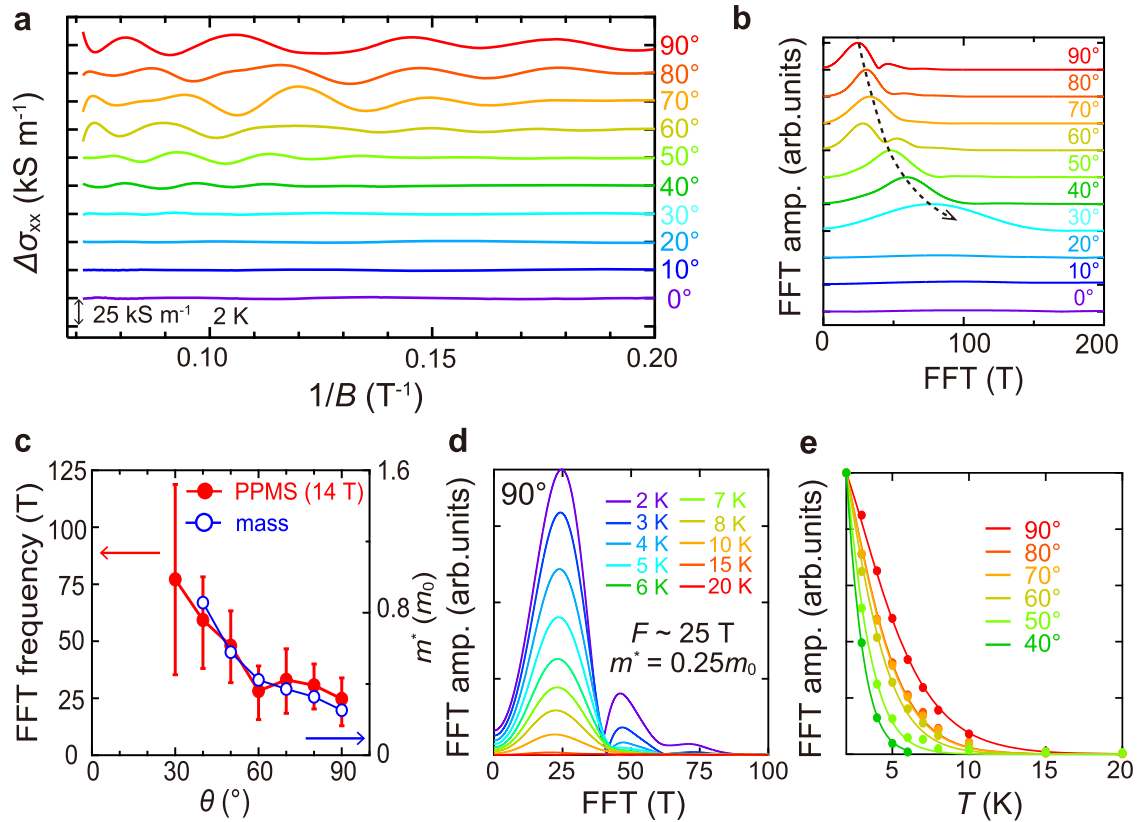 a
Δσxx (kS m-1)
90°
80°
70°
60°
50°
40°
30°
20°
10°
0°
25 kS m-1 2 K
0.10 0.15 0.20
1/B (T-1)
b
FFT amp. (arb.units)
90°
80°
70°
60°
50°
40°
30°
20°
10°
0°
0 100 200
FFT (T)
c
FFT frequency (T)
125
100
75
50
25
0
PPMS (14 T)
mass
1.6
0.8
0
m* (m0)
0 30 60 90
θ (°)
d
FFT amp. (arb.units)
90°
2 K 7 K
3 K 8 K
4 K 10 K
5 K 15 K
6 K 20 K
F ~ 25 T
m* = 0.25m0
0 25 50 75 100
FFT (T)
e
FFT amp. (arb.units)
90°
80°
70°
60°
50°
40°
5 10 15 20
T (K)